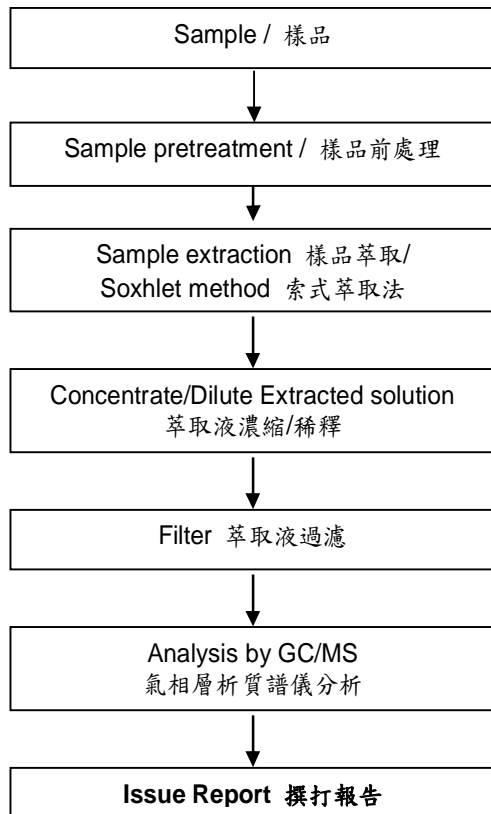 Sample / 樣品
Sample pretreatment / 樣品前處理
Sample extraction 樣品萃取/
Soxhlet method 索式萃取法
Concentrate/Dilute Extracted solution
萃取液濃縮/稀釋
Filter 萃取液過濾
Analysis by GC/MS
氣相層析質譜儀分析
Issue Report 撰打報告